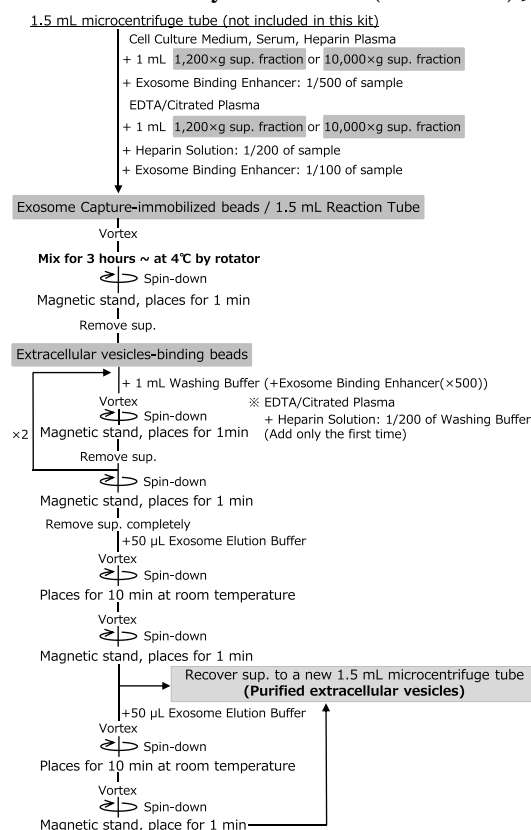 1.5 mL microcentrifuge tube (not included in this kit)
Cell Culture Medium, Serum, Heparin Plasma
+ 1 mL 1,200×g sup. fraction or 10,000×g sup. fraction
+ Exosome Binding Enhancer: 1/500 of sample
EDTA/Citrated Plasma
+ 1 mL 1,200×g sup. fraction or 10,000×g sup. fraction
+ Heparin Solution: 1/200 of sample
+ Exosome Binding Enhancer: 1/100 of sample
Exosome Capture-immobilized beads / 1.5 mL Reaction Tube
Vortex
Mix for 3 hours ~ at 4℃ by rotator
Spin-down
Magnetic stand, places for 1 min
Remove sup.
Extracellular vesicles-binding beads
+ 1 mL Washing Buffer (+Exosome Binding Enhancer(×500))
Vortex
※ EDTA/Citrated Plasma
Spin-down
+ Heparin Solution: 1/200 of Washing Buffer
Magnetic stand, places for 1min
(Add only the first time)
×2
Remove sup.
Spin-down
Magnetic stand, places for 1 min
Remove sup. completely
+50 µL Exosome Elution Buffer
Vortex
Spin-down
Places for 10 min at room temperature
Vortex
Spin-down
Magnetic stand, places for 1 min
Recover sup. to a new 1.5 mL microcentrifuge tube
(Purified extracellular vesicles)
+50 µL Exosome Elution Buffer
Vortex
Spin-down
Places for 10 min at room temperature
Vortex
Spin-down
Magnetic stand, place for 1 min